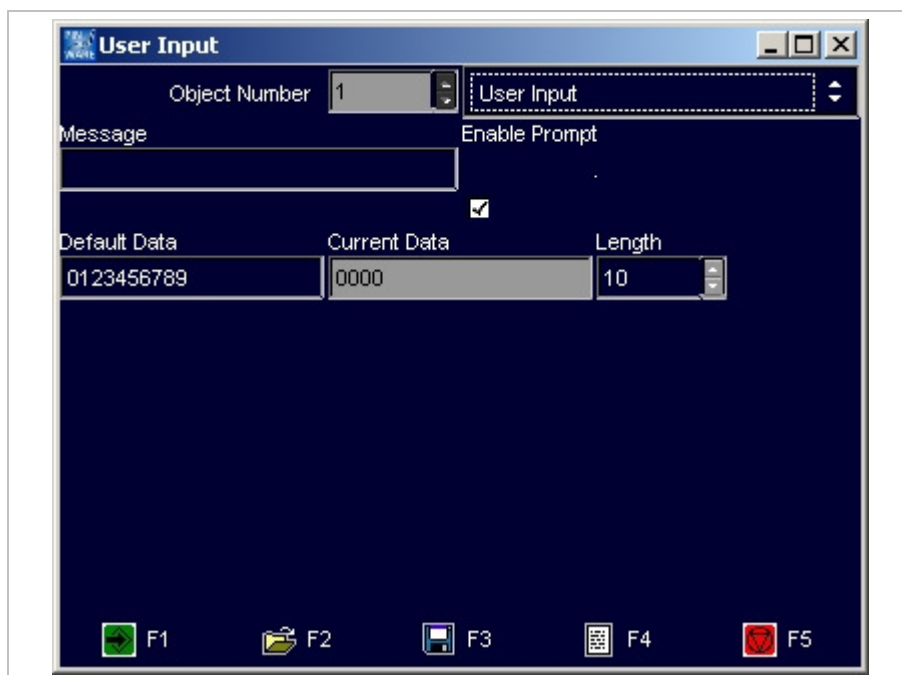 User Input
Object Number 1 User Input
Message Enable Prompt
Default Data Current Data Length
0123456789 0000 10
F1 F2 F3 F4 F5